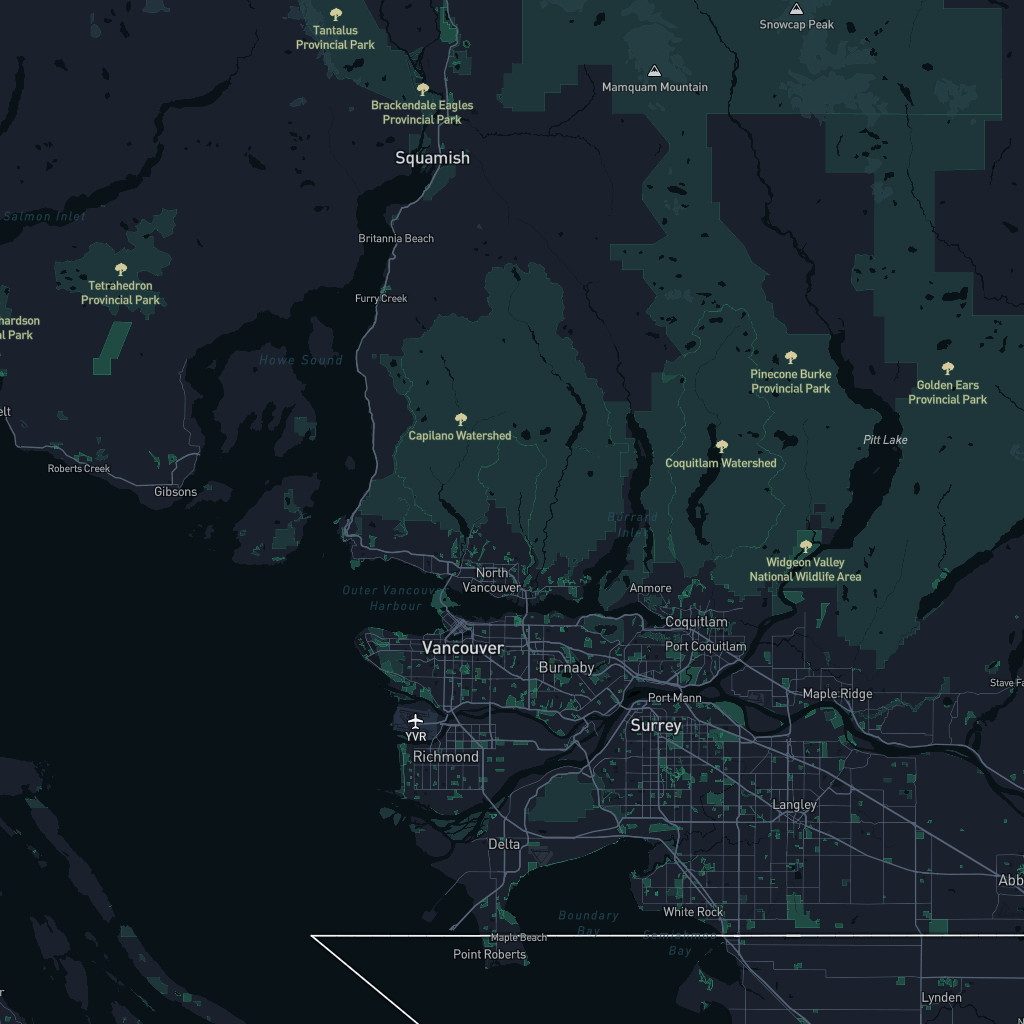 Snowcap Peak
Tantalus
Provincial Park
Mamquam Mountain
Brackendale Eagles
Provincial Park
Squamish
Salmon Inlet
Britannia Beach
Tetrahedron
Provincial Park
Furry Creek
hardson
al Park
Howe Sound
Pinecone Burke
Provincial Park
Golden Ears
Provincial Park
elt
Capilano Watershed
Pitt Lake
Coquitlam Watershed
Roberts Creek
Gibsons
Burrard
Inlet
Widgeon Valley
National Wildlife Area
North
Vancouver
Outer Vancouver
Harbour
Anmore
Coquitlam
Vancouver
Port Coquitlam
Burnaby
Stave Fa
Port Mann
Maple Ridge
Surrey
YVR
Richmond
Langley
Delta
Abb
White Rock
Boundary
Bay
Maple Beach
Semiahmoo
Bay
Point Roberts
Lynden